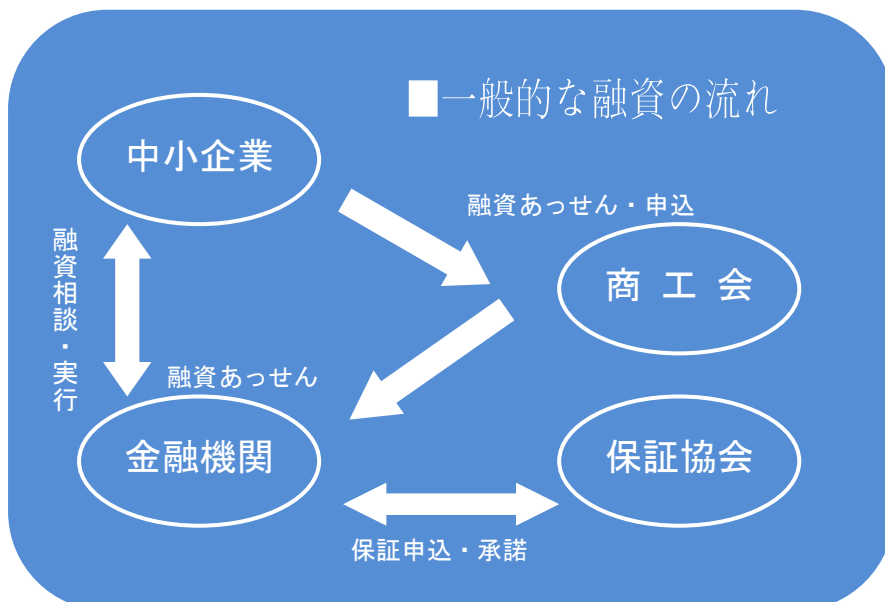 ■一般的な融資の流れ
中小企業
融資あっせん・申込
商工会
融資相談・実行
融資あっせん
金融機関
保証協会
保証申込・承諾